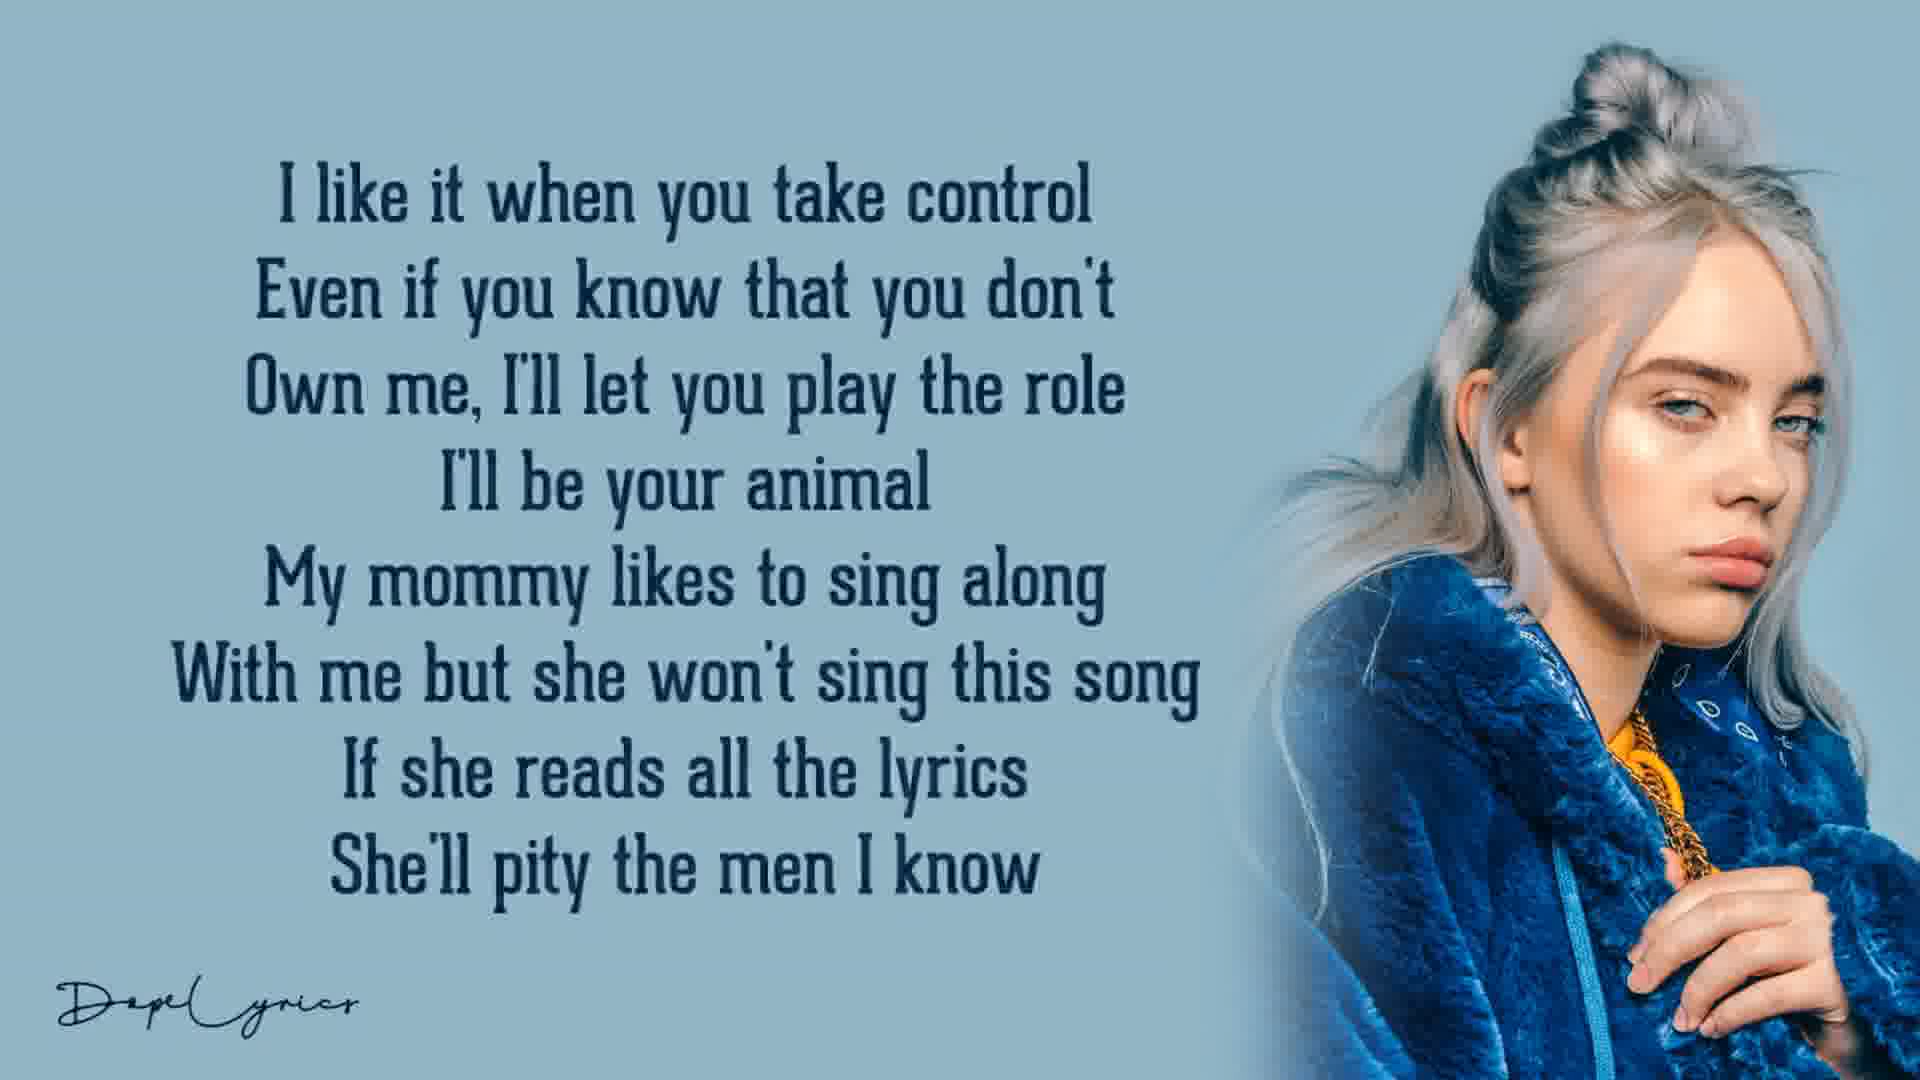 I like it when you take control
Even if you know that you don't
Own me, I'll let you play the role
I'll be your animal
My mommy likes to sing along
With me but she won't sing this song
If she reads all the lyrics
She'll pity the men I know
DopeLyrics